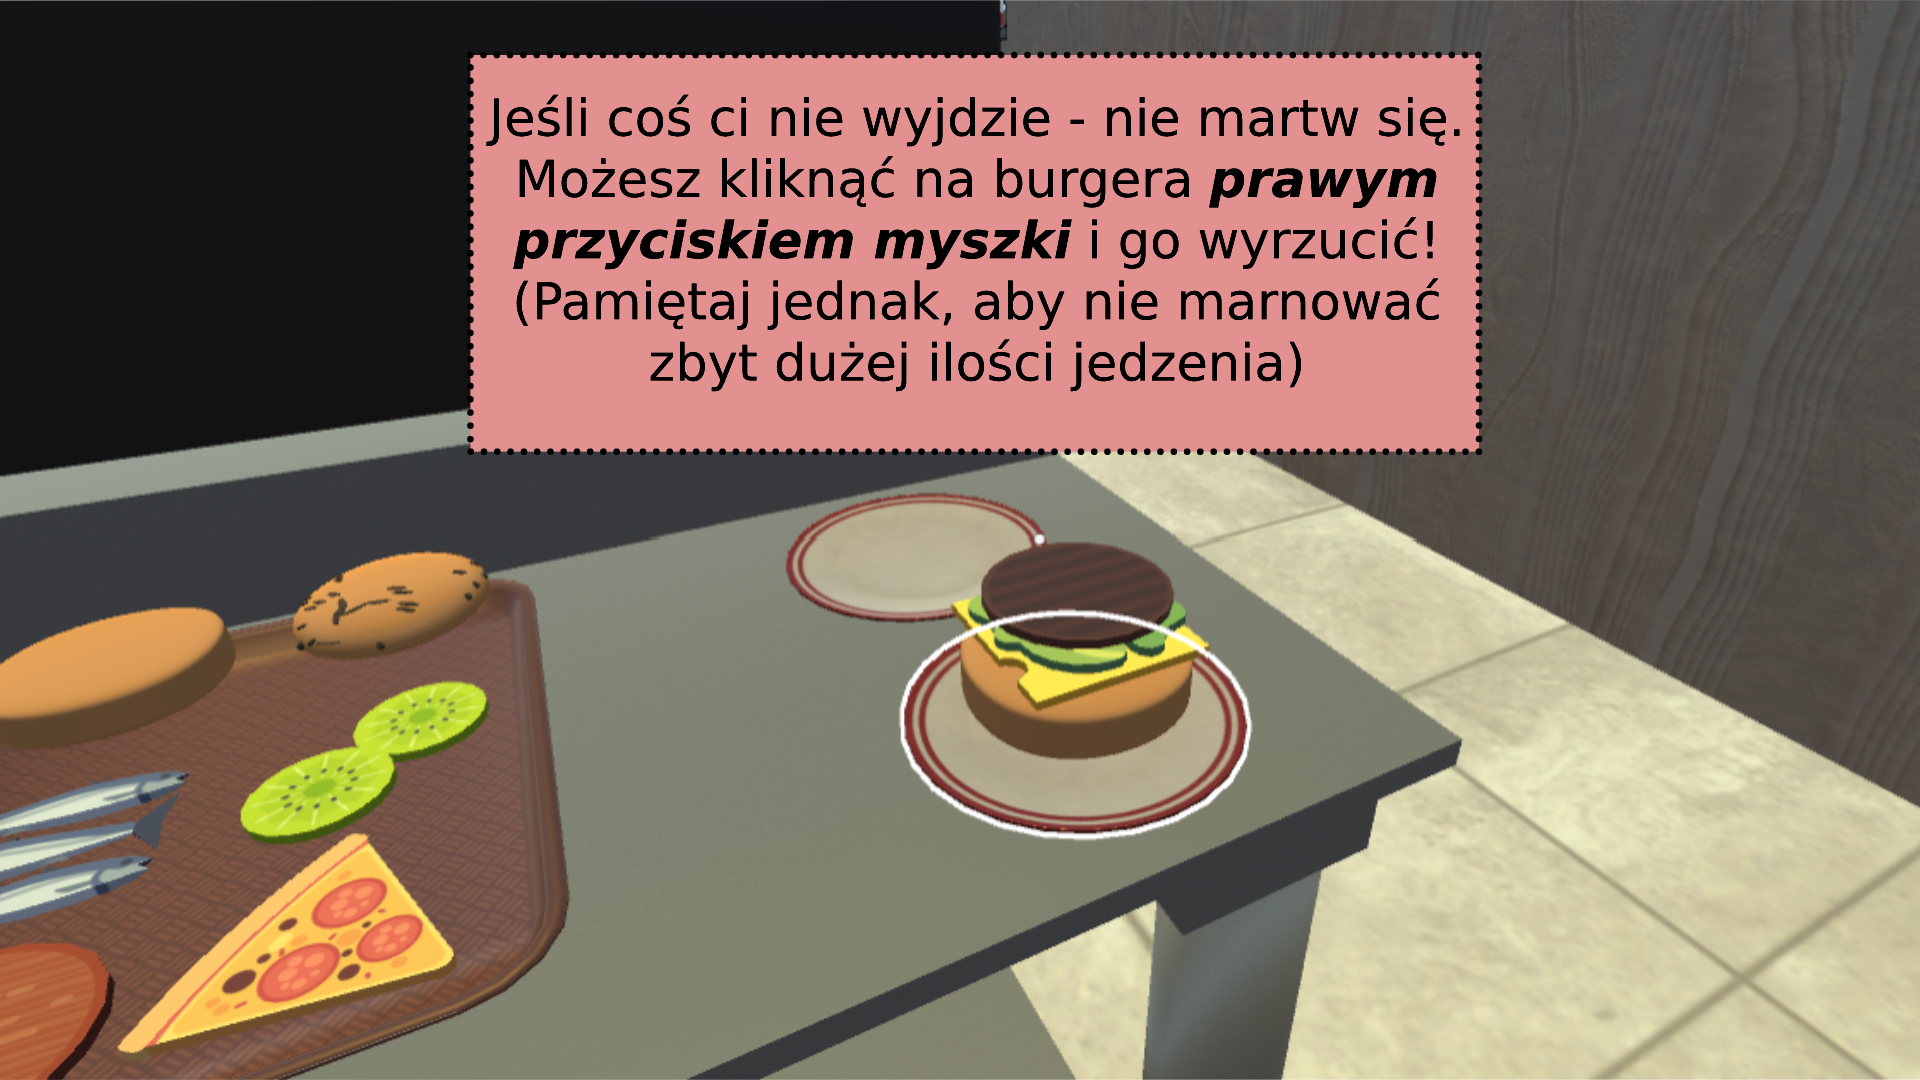 Jeśli coś ci nie wyjdzie - nie martw się.
Możesz kliknąć na burgera prawym
przyciskiem myszki i go wyrzucić!
(Pamiętaj jednak, aby nie marnować
zbyt dużej ilości jedzenia)